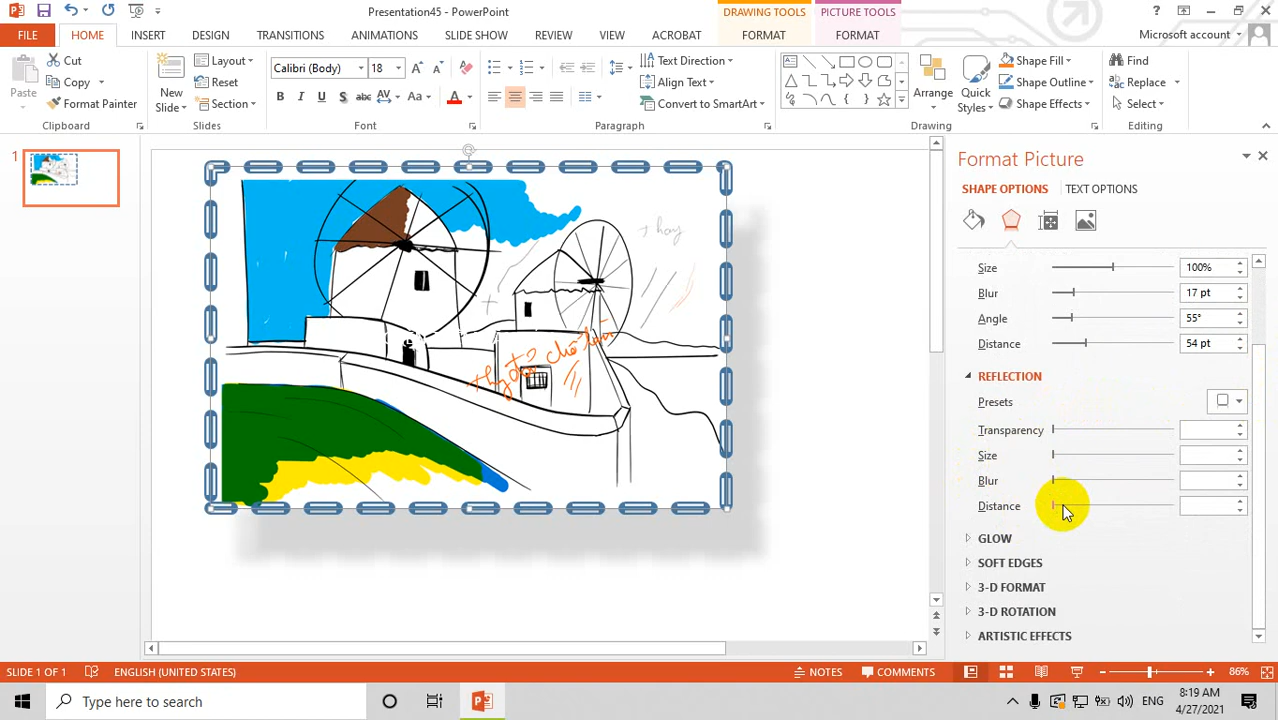 Presentation45 - PowerPoint
DRAWING TOOLS
PICTURE TOOLS
?
FILE
HOME
INSERT
DESIGN
TRANSITIONS
ANIMATIONS
SLIDE SHOW
REVIEW
VIEW
ACROBAT
FORMAT
FORMAT
Microsoft account
Paste
Cut
Copy
Format Painter
Clipboard
New
Slide
Layout
Reset
Section
Slides
Calibri (Body)
18
B I U S abc AV Aa A
Font
Text Direction
Align Text
Convert to SmartArt
Paragraph
Arrange
Quick
Styles
Shape Fill
Shape Outline
Shape Effects
Drawing
Find
Replace
Select
Editing
1
+ hay
Format Picture
SHAPE OPTIONS
TEXT OPTIONS
Size
100%
Blur
17 pt
Angle
55°
Distance
54 pt
REFLECTION
Presets
Transparency
Size
Blur
Distance
GLOW
SOFT EDGES
3-D FORMAT
3-D ROTATION
ARTISTIC EFFECTS
SLIDE 1 OF 1
ENGLISH (UNITED STATES)
NOTES
COMMENTS
86%
Type here to search
ENG
8:19 AM
4/27/2021